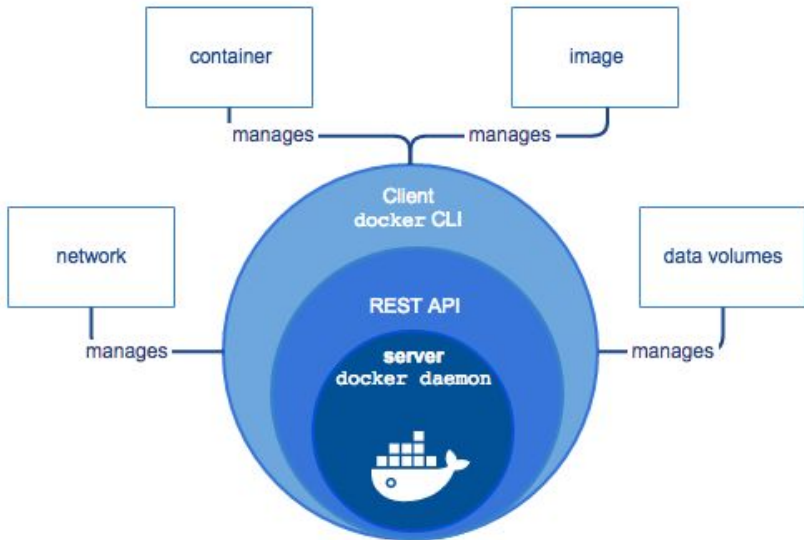 container
image
manages
manages
Client
docker CLI
network
data volumes
REST API
manages
manages
server
docker daemon